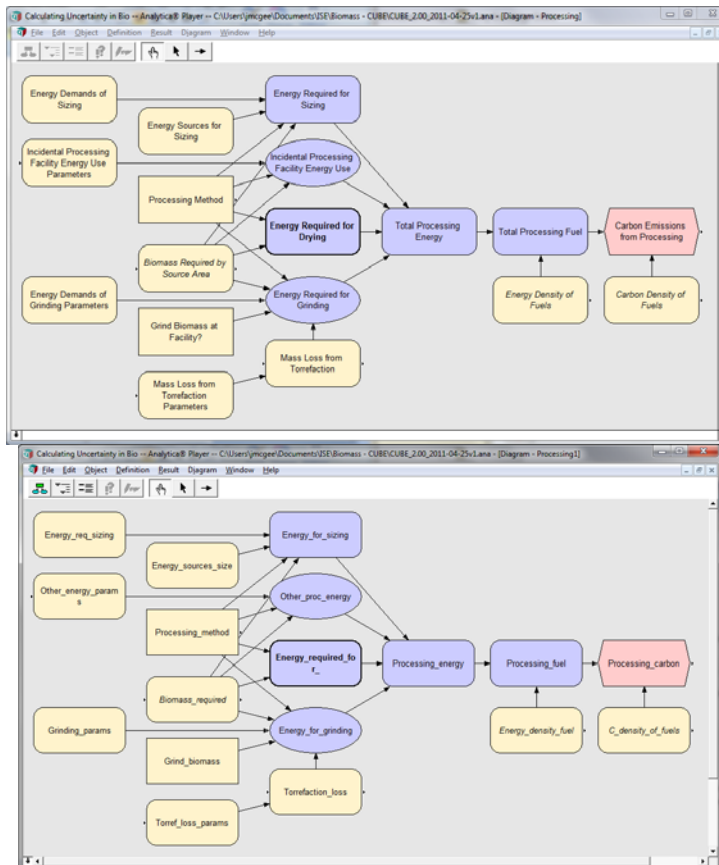 Calculating Uncertainty in Bio -- Analytica® Player -- C:\Users\jmcgee\Documents\ISE\Biomass - CUBE\CUBE_2.00_2011-04-25v1.ana - [Diagram - Processing]
File Edit Object Definition Result Diagram Window Help
Energy Demands of
Sizing
Energy Required for
Sizing
Energy Sources for
Sizing
Incidental Processing
Facility Energy Use
Parameters
Incidental Processing
Facility Energy Use
Processing Method
Energy Required for
Drying
Total Processing
Energy
Total Processing Fuel
Carbon Emissions
from Processing
Biomass Required by
Source Area
Energy Demands of
Grinding Parameters
Energy Required for
Grinding
Energy Density of
Fuels
Carbon Density of
Fuels
Grind Biomass at
Facility?
Mass Loss from
Torrefaction
Mass Loss from
Torrefaction
Parameters
Calculating Uncertainty in Bio -- Analytica® Player -- C:\Users\jmcgee\Documents\ISE\Biomass - CUBE\CUBE_2.00_2011-04-25v1.ana - [Diagram - Processing1]
File Edit Object Definition Result Diagram Window Help
Energy_req_sizing
Energy_for_sizing
Energy_sources_size
Other_energy_param
s
Other_proc_energy
Processing_method
Energy_required_for
_
Processing_energy
Processing_fuel
Processing_carbon
Biomass_required
Grinding_params
Energy_for_grinding
Energy_density_fuel
C_density_of_fuels
Grind_biomass
Torrefaction_loss
Torref_loss_params